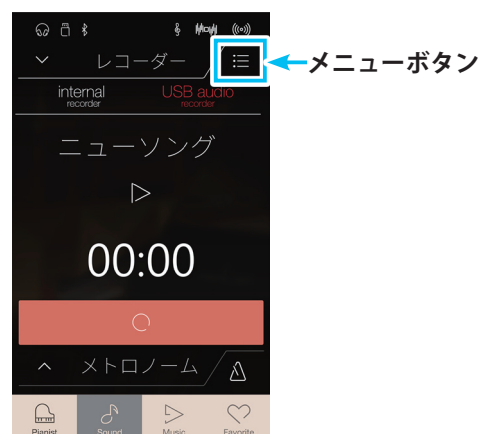 レコーダー
メニューボタン
internal
recorder
USB audio
recorder
ニューソング
00:00
メトロノーム
Pianist
Sound
Music
Favorite